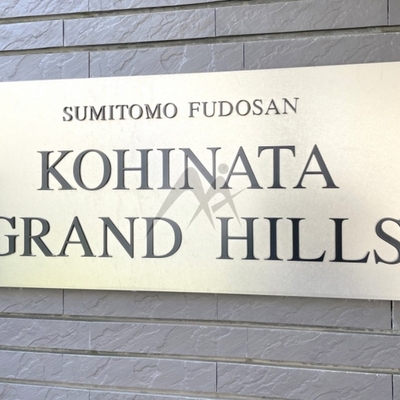 SUMITOMO FUDOSAN
KOHINATA
GRAND HILLS